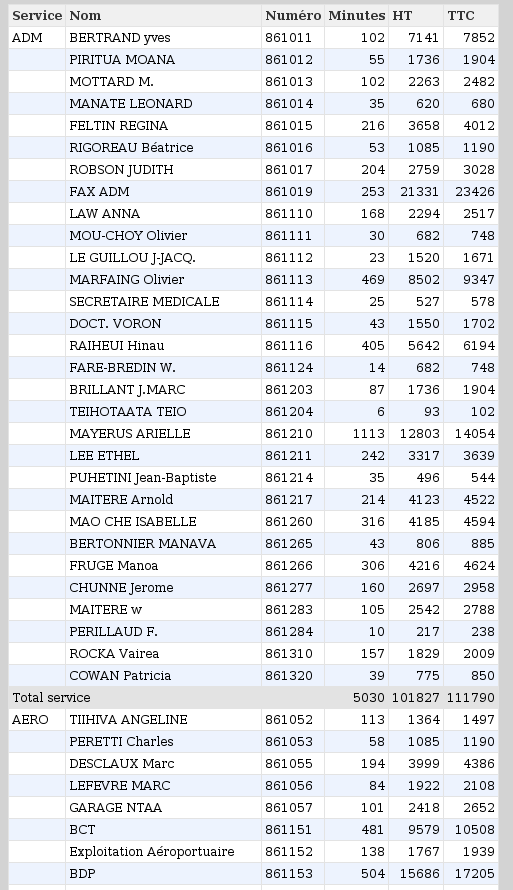 Service Nom Numéro Minutes HT TTC
ADM BERTRAND yves 861011 102 7141 7852
PIRITUA MOANA 861012 55 1736 1904
MOTTARD M. 861013 102 2263 2482
MANATE LEONARD 861014 35 620 680
FELTIN REGINA 861015 216 3658 4012
RIGOREAU Béatrice 861016 53 1085 1190
ROBSON JUDITH 861017 204 2759 3028
FAX ADM 861019 253 21331 23426
LAW ANNA 861110 168 2294 2517
MOU-CHOY Olivier 861111 30 682 748
LE GUILLOU J-JACQ. 861112 23 1520 1671
MARFAING Olivier 861113 469 8502 9347
SECRETAIRE MEDICALE 861114 25 527 578
DOCT. VORON 861115 43 1550 1702
RAIHEUI Hinau 861116 405 5642 6194
FARE-BREDIN W. 861124 14 682 748
BRILLANT J.MARC 861203 87 1736 1904
TEIHOTAATA TEIO 861204 6 93 102
MAYERUS ARIELLE 861210 1113 12803 14054
LEE ETHEL 861211 242 3317 3639
PUHETINI Jean-Baptiste 861214 35 496 544
MAITERE Arnold 861217 214 4123 4522
MAO CHE ISABELLE 861260 316 4185 4594
BERTONNIER MANAVA 861265 43 806 885
FRUGE Manoa 861266 306 4216 4624
CHUNNE Jerome 861277 160 2697 2958
MAITERE w 861283 105 2542 2788
PERILLAUD F. 861284 10 217 238
ROCKA Vairea 861310 157 1829 2009
COWAN Patricia 861320 39 775 850
Total service 5030 101827 111790
AERO TIIHIVA ANGELINE 861052 113 1364 1497
PERETTI Charles 861053 58 1085 1190
DESCLAUX Marc 861055 194 3999 4386
LEFEVRE MARC 861056 84 1922 2108
GARAGE NTAA 861057 101 2418 2652
BCT 861151 481 9579 10508
Exploitation Aéroportuaire 861152 138 1767 1939
BDP 861153 504 15686 17205